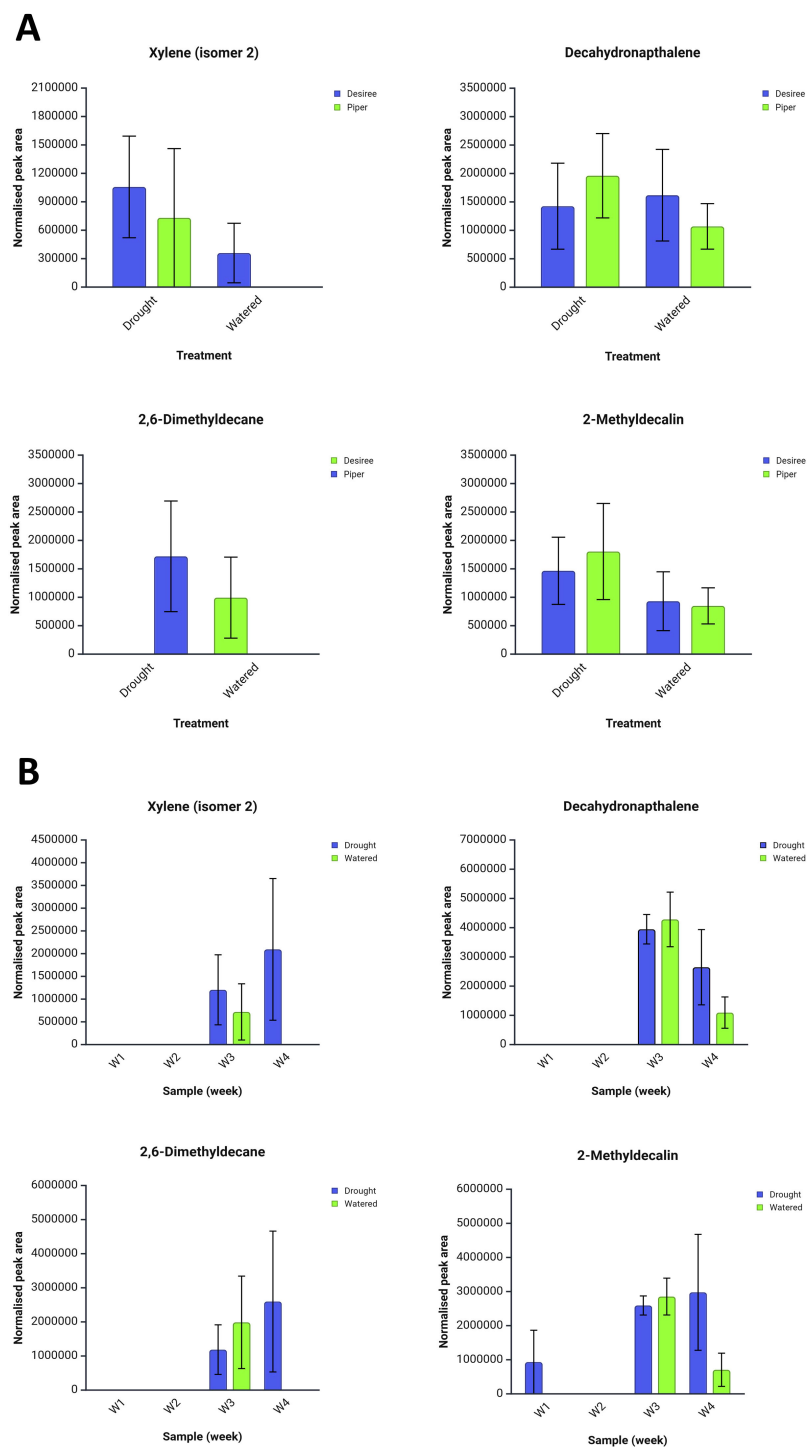 A
Xylene (isomer 2)
Normalised peak area
2100000
1800000
1500000
1200000
900000
600000
300000
0
Drought
Watered
Treatment
Desiree
Piper
Decahydronapthalene
Normalised peak area
3500000
3000000
3500000
2000000
1500000
1000000
500000
0
Drought
Watered
Treatment
Desiree
Piper
2,6-Dimethyldecane
Normalised peak area
3500000
3000000
3500000
2000000
1500000
1000000
500000
0
Drought
Watered
Treatment
Desiree
Piper
2-Methyldecalin
Normalised peak area
3500000
3000000
3500000
2000000
1500000
1000000
500000
0
Drought
Watered
Treatment
Desiree
Piper
B
Xylene (isomer 2)
Normalised peak area
4500000
4000000
3500000
3000000
2500000
2000000
1500000
1000000
500000
0
W1
W2
W3
W4
Sample (week)
Drought
Watered
Decahydronapthalene
Normalised peak area
7000000
6000000
5000000
4000000
3000000
2000000
1000000
0
W1
W2
W3
W4
Sample (week)
Drought
Watered
2,6-Dimethyldecane
Normalised peak area
6000000
5000000
4000000
3000000
2000000
1000000
0
W1
W2
W3
W4
Sample (week)
Drought
Watered
2-Methyldecalin
Normalised peak area
6000000
5000000
4000000
3000000
2000000
1000000
0
W1
W2
W3
W4
Sample (week)
Drought
Watered